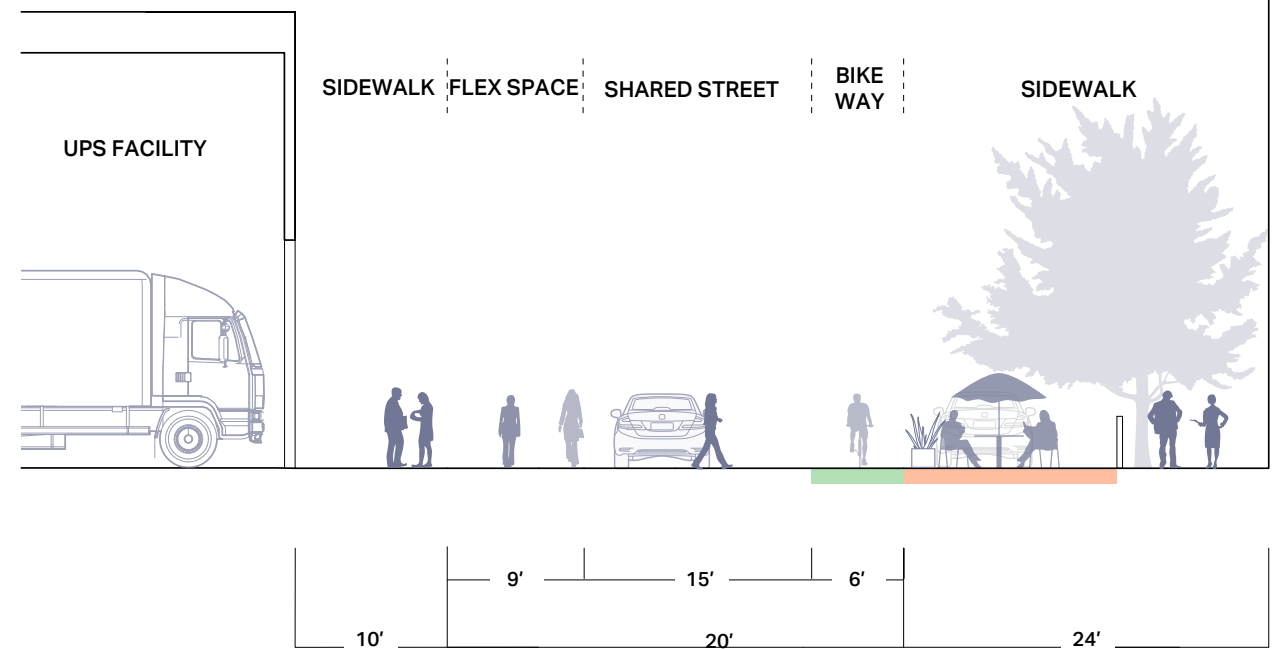 SIDEWALK
FLEX SPACE
SHARED STREET
BIKE
WAY
SIDEWALK
UPS FACILITY
9’
15’
6’
10’
20’
24’